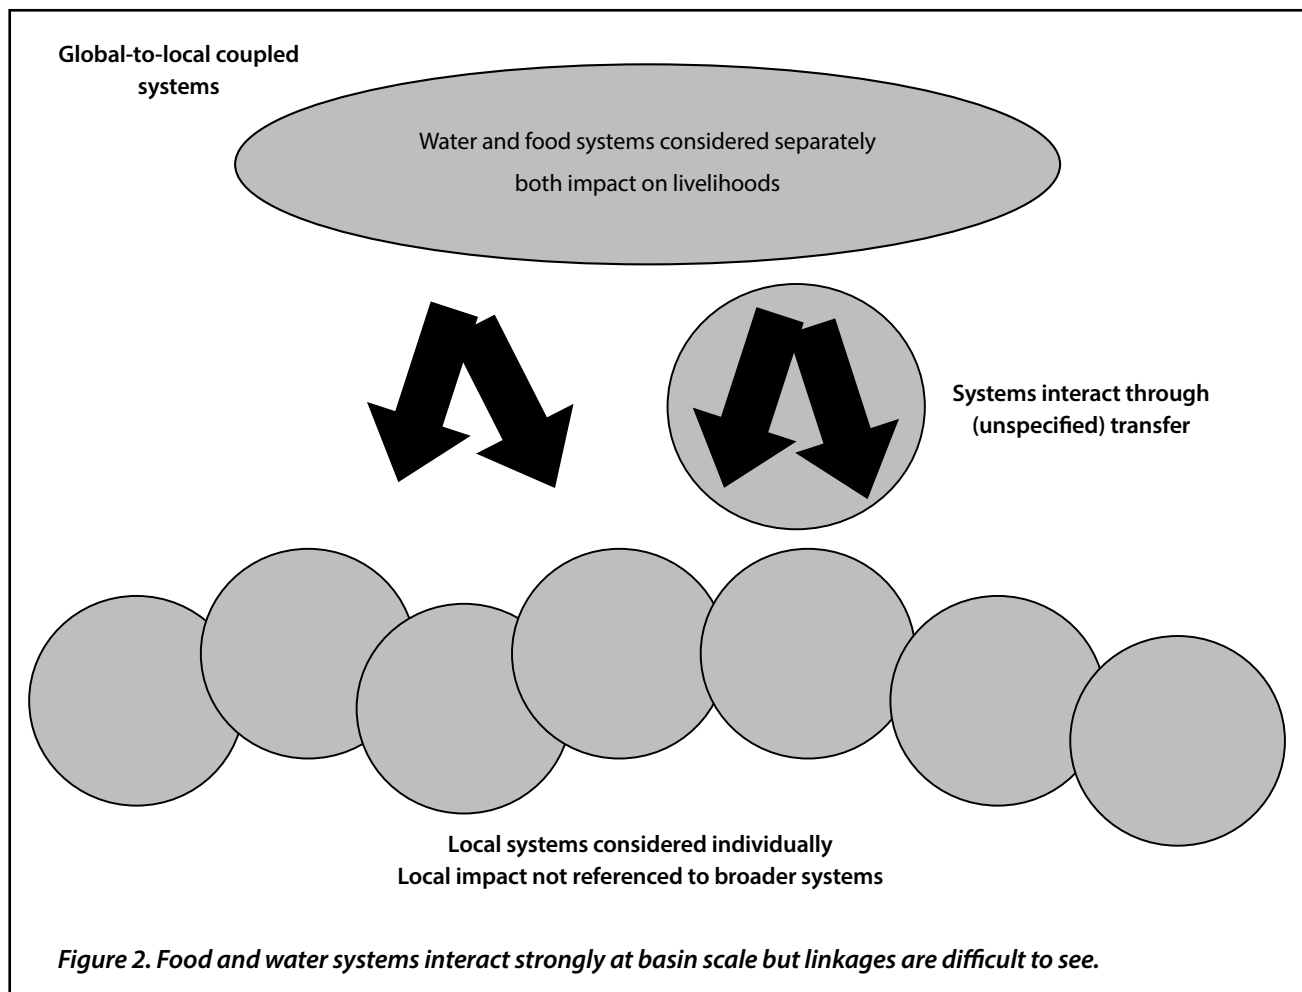 Global-to-local coupled
systems
Water and food systems considered separately
both impact on livelihoods
Systems interact through
(unspecified) transfer
Local systems considered individually
Local impact not referenced to broader systems
Figure 2. Food and water systems interact strongly at basin scale but linkages are difficult to see.